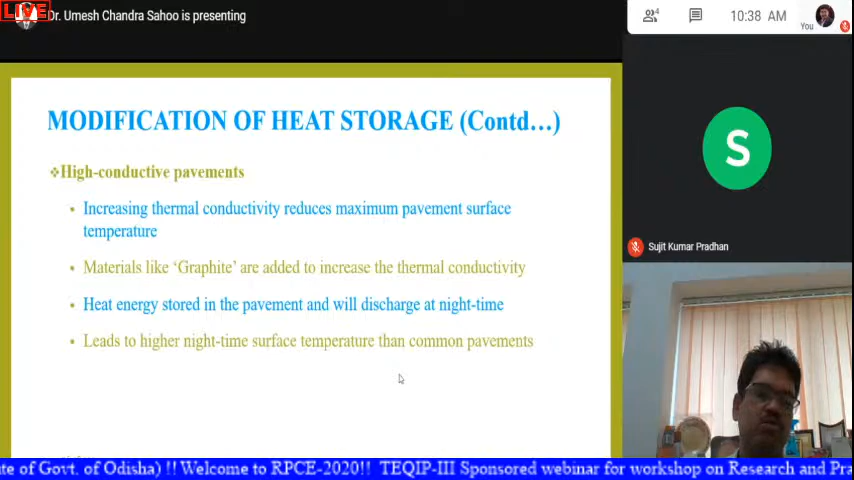 LIVE
Dr. Umesh Chandra Sahoo is presenting
4
10:38 AM
You
MODIFICATION OF HEAT STORAGE (Contd…)
❖High-conductive pavements
• Increasing thermal conductivity reduces maximum pavement surface
temperature
• Materials like ‘Graphite’ are added to increase the thermal conductivity
• Heat energy stored in the pavement and will discharge at night-time
• Leads to higher night-time surface temperature than common pavements
S
Sujit Kumar Pradhan
te of Govt. of Odisha) !! Welcome to RPCE-2020!! TEQIP-III Sponsored webinar for workshop on Research and Pra